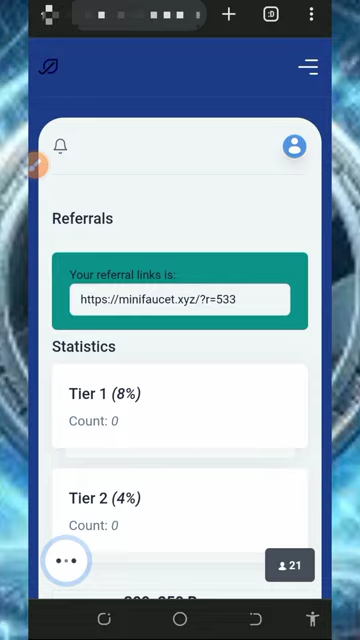 :D
Referrals
Your referral links is:
https://minifaucet.xyz/?r=533
Statistics
Tier 1 (8%)
Count: 0
Tier 2 (4%)
Count: 0
21